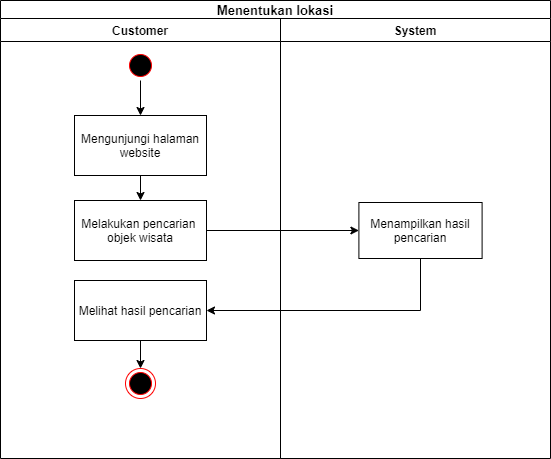 Menentukan lokasi
Customer
System
Mengunjungi halaman
website
Melakukan pencarian
objek wisata
Menampilkan hasil
pencarian
Melihat hasil pencarian